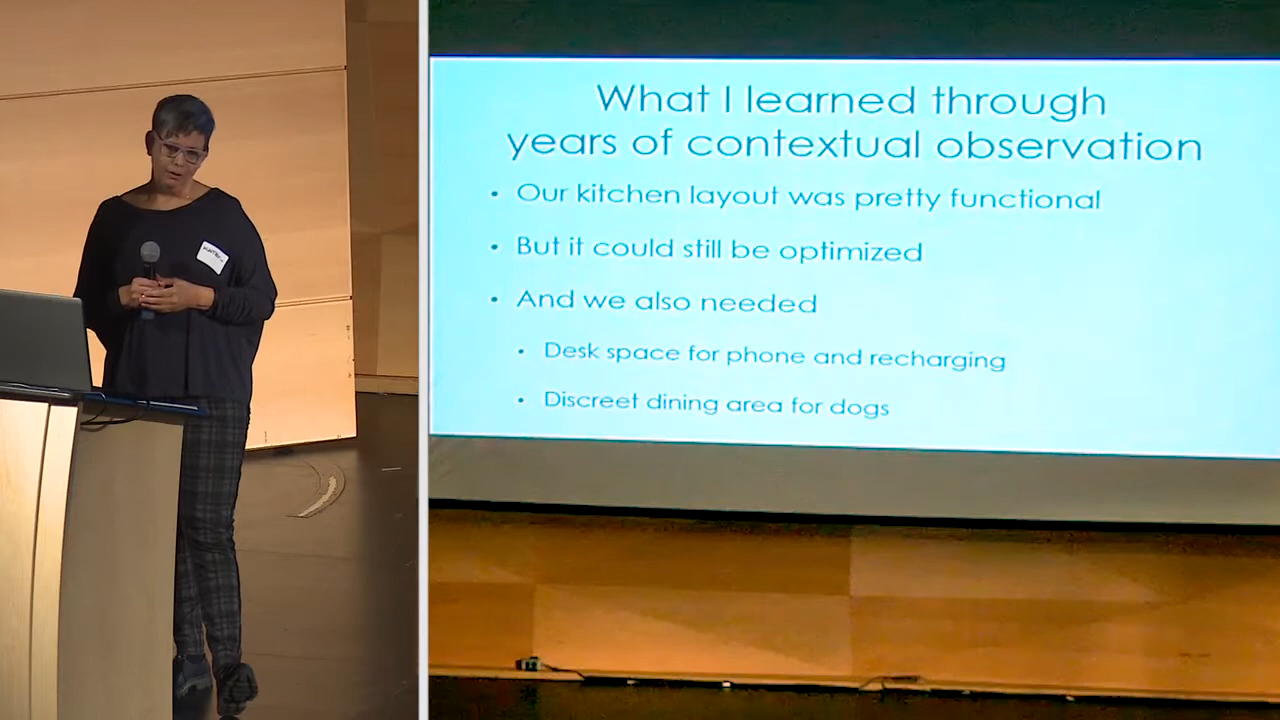 What I learned through
years of contextual observation
• Our kitchen layout was pretty functional
• But it could still be optimized
• And we also needed
• Desk space for phone and recharging
• Discreet dining area for dogs